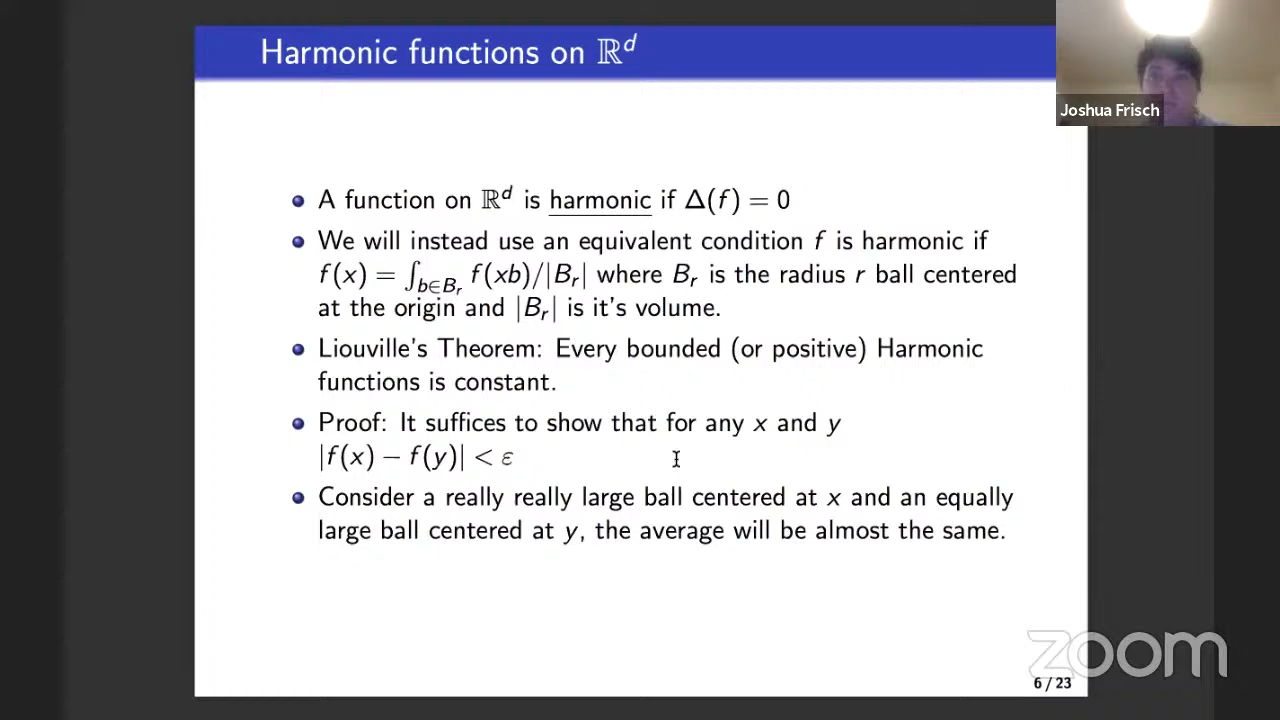 Harmonic functions on ℝᵈ
Joshua Frisch
A function on ℝᵈ is harmonic if Δ(f) = 0
We will instead use an equivalent condition f is harmonic if
f(x) = ∫_{b∈B_r} f(xb)/|B_r| where B_r is the radius r ball centered
at the origin and |B_r| is it's volume.
Liouville's Theorem: Every bounded (or positive) Harmonic
functions is constant.
Proof: It suffices to show that for any x and y
|f(x) − f(y)| < ε
Consider a really really large ball centered at x and an equally
large ball centered at y, the average will be almost the same.
zoom
6 / 23